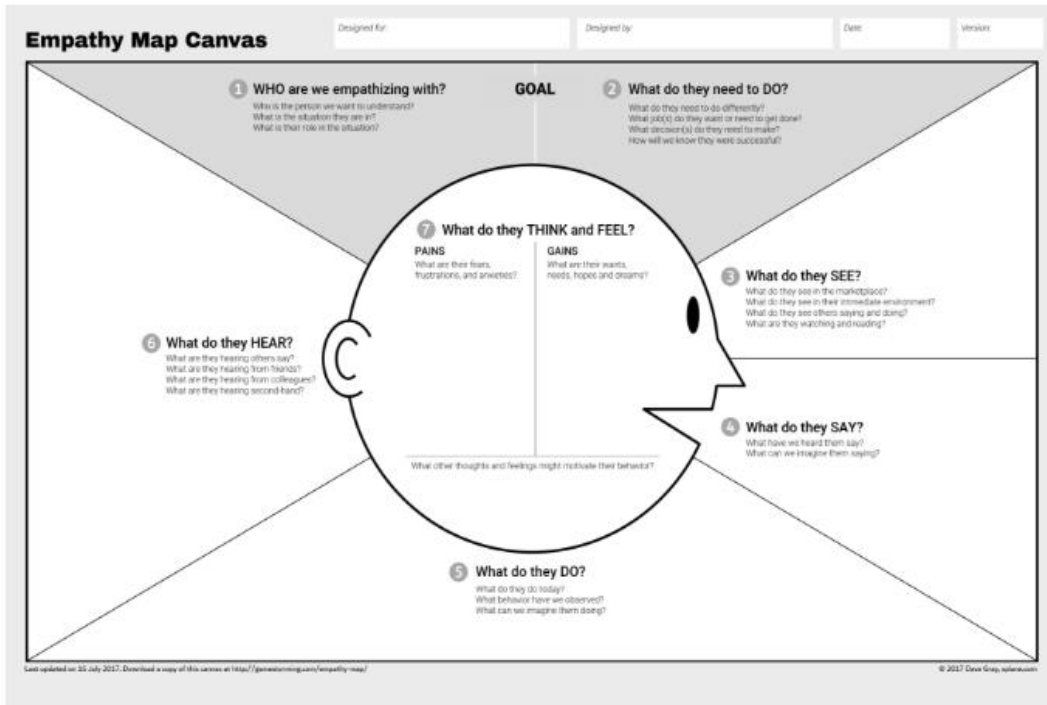 Empathy Map Canvas
Designed for:
Designed by:
Date:
Version:
1 WHO are we empathizing with?
Who is the person we want to understand?
What is the situation they are in?
What is their role in the situation?
GOAL
2 What do they need to DO?
What do they need to do differently?
What job(s) do they want or need to get done?
What decision(s) do they need to make?
How will we know they were successful?
7 What do they THINK and FEEL?
PAINS
What are their fears,
frustrations, and anxieties?
GAINS
What are their wants,
needs, hopes and dreams?
3 What do they SEE?
What do they see in the marketplace?
What do they see in their immediate environment?
What do they see others saying and doing?
What are they watching and reading?
6 What do they HEAR?
What are they hearing others say?
What are they hearing from friends?
What are they hearing from colleagues?
What are they hearing second-hand?
4 What do they SAY?
What have we heard them say?
What can we imagine them saying?
What other thoughts and feelings might motivate their behavior?
5 What do they DO?
What do they do today?
What behavior have we observed?
What can we imagine them doing?
Last updated on 16 July 2017. Download a copy of this canvas at http://gamestorming.com/empathy-map/
© 2017 Dave Gray, xplane.com